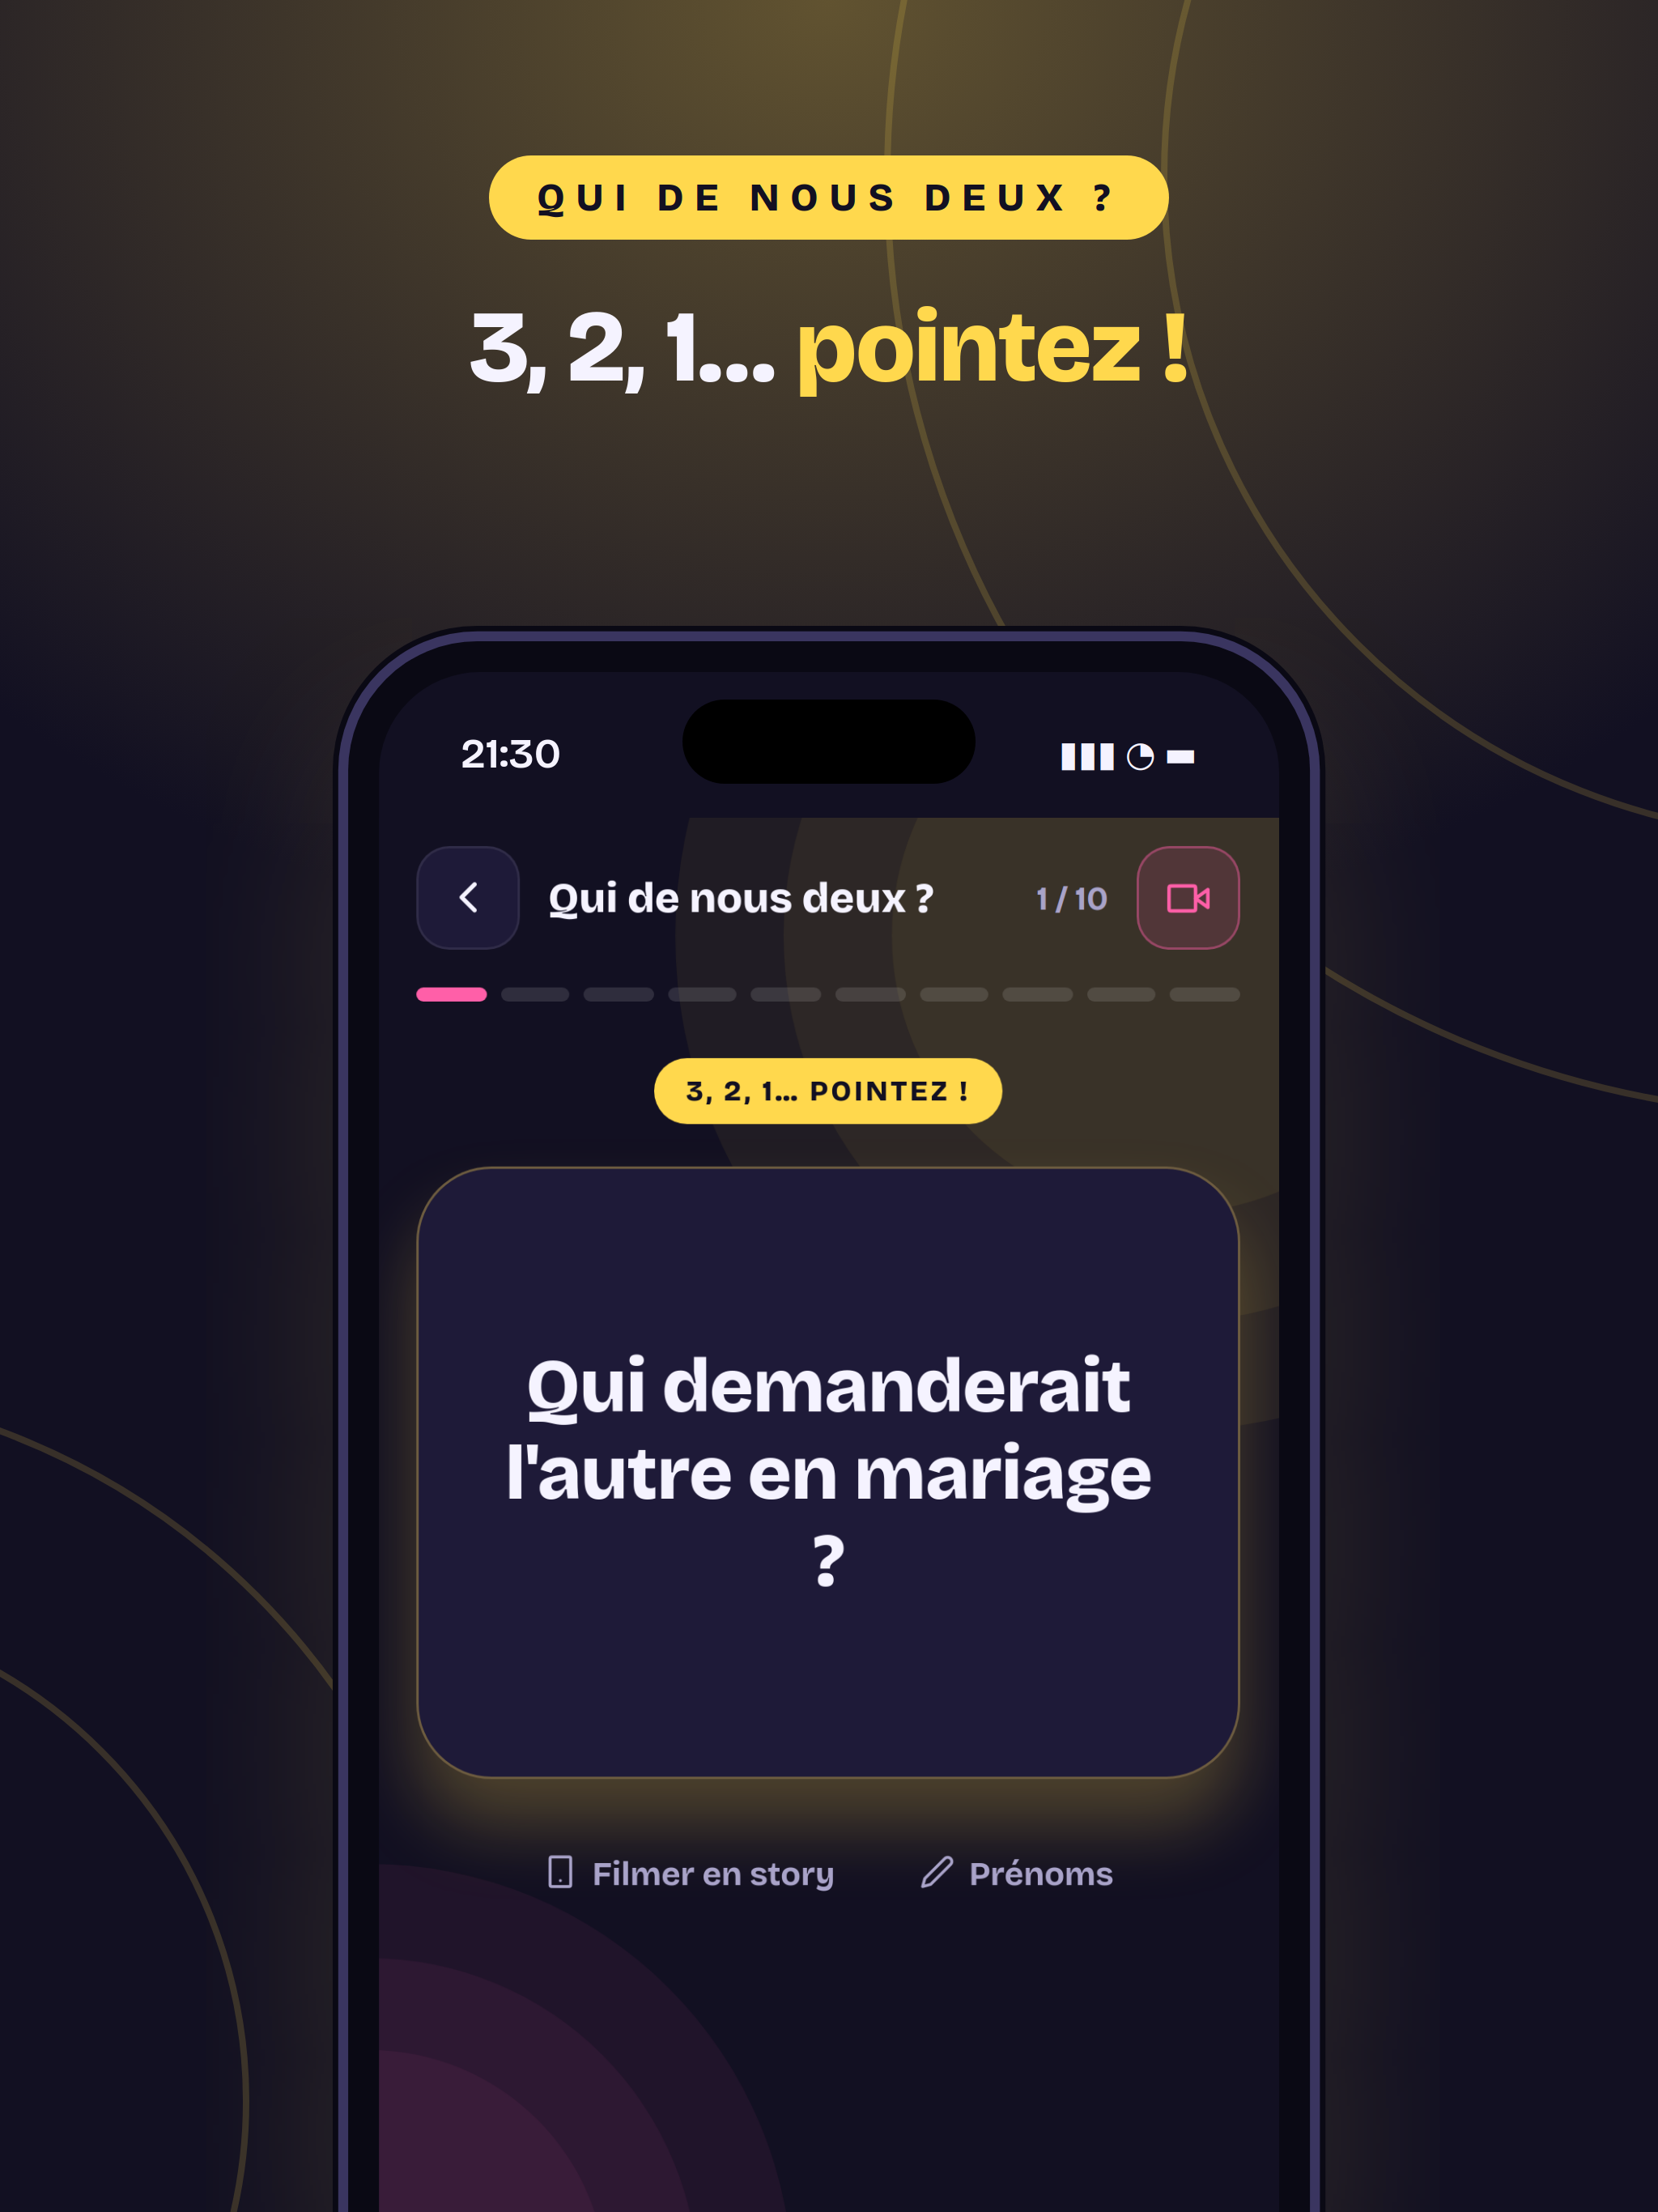 QUI DE NOUS DEUX ?
3, 2, 1... pointez !
21:30
Qui de nous deux ?
1 / 10
3, 2, 1... POINTEZ !
Qui demanderait
l'autre en mariage
?
Filmer en story
Prénoms